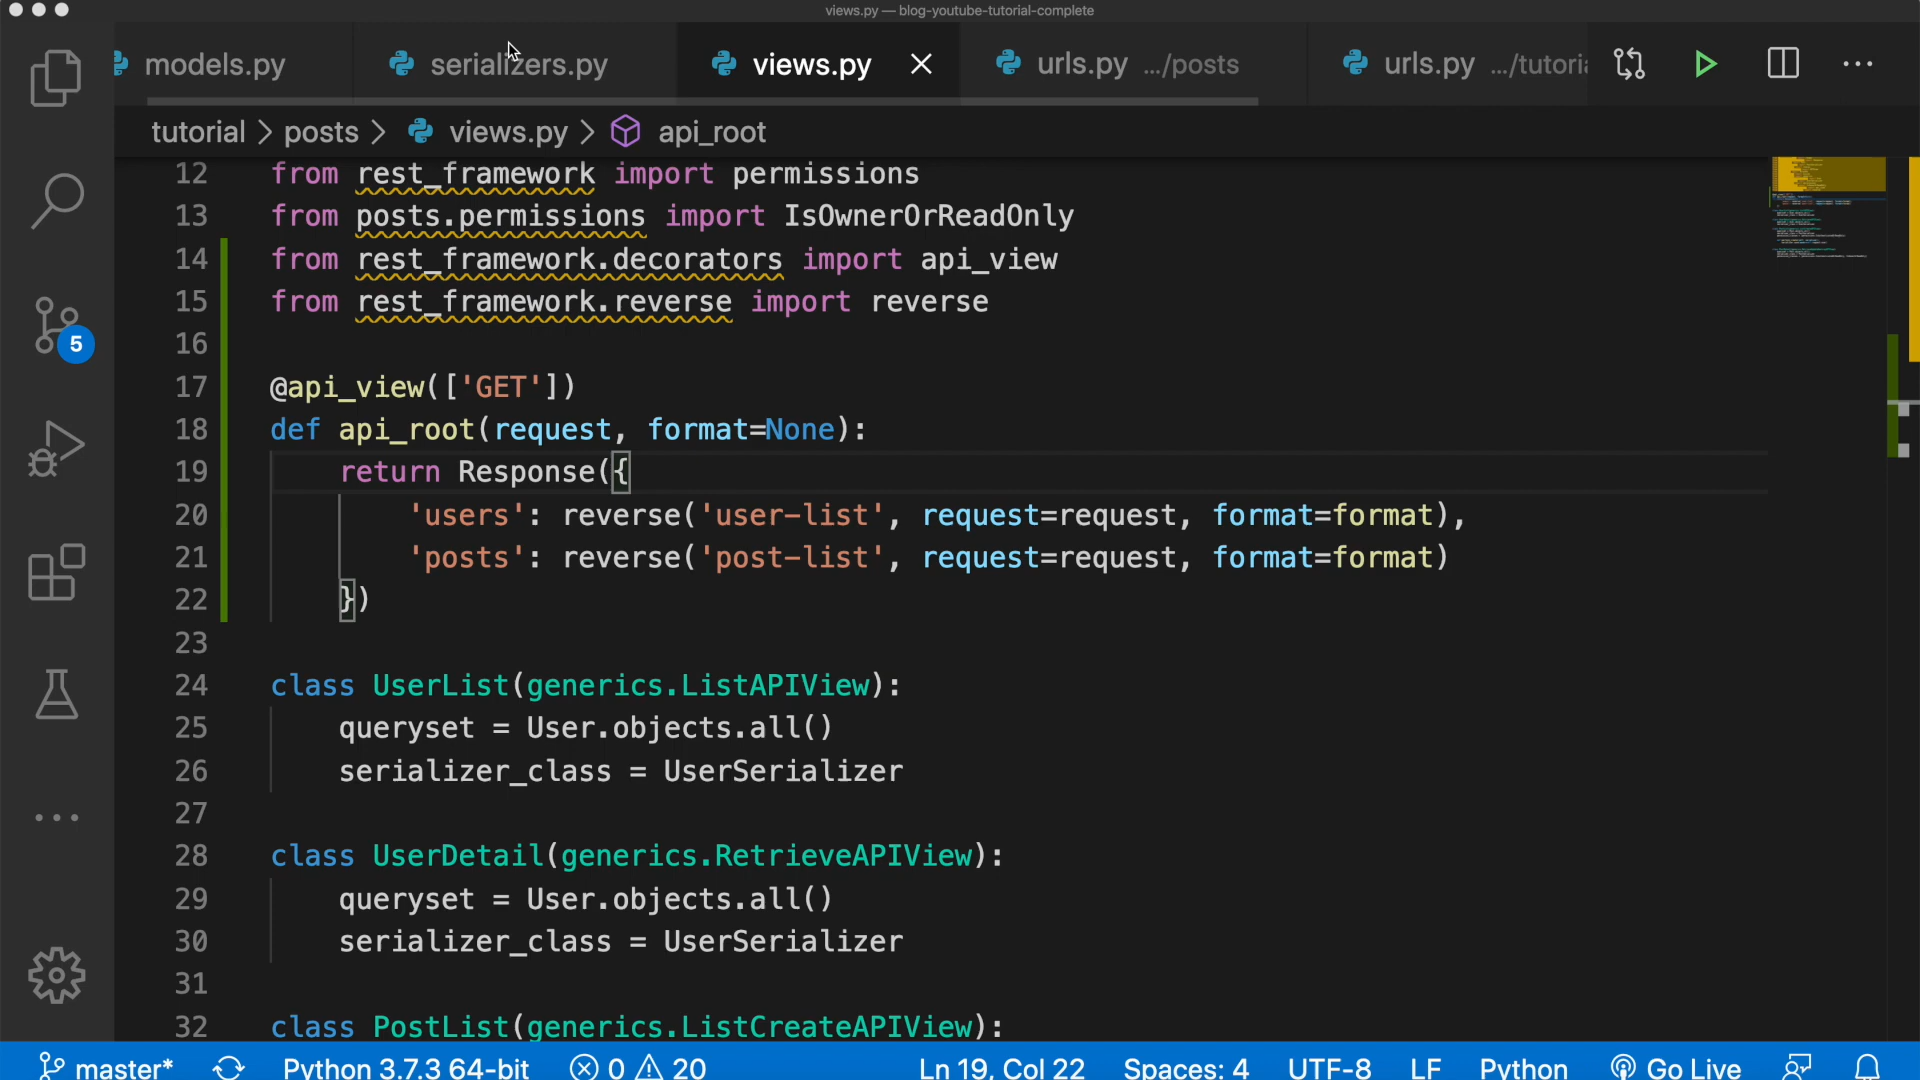 views.py — blog-youtube-tutorial-complete
models.py serializers.py views.py urls.py .../posts urls.py .../tutoria
tutorial > posts > views.py > api_root
12 from rest_framework import permissions
13 from posts.permissions import IsOwnerOrReadOnly
14 from rest_framework.decorators import api_view
15 from rest_framework.reverse import reverse
16
17 @api_view(['GET'])
18 def api_root(request, format=None):
19 return Response({
20 'users': reverse('user-list', request=request, format=format),
21 'posts': reverse('post-list', request=request, format=format)
22 })
23
24 class UserList(generics.ListAPIView):
25 queryset = User.objects.all()
26 serializer_class = UserSerializer
27
28 class UserDetail(generics.RetrieveAPIView):
29 queryset = User.objects.all()
30 serializer_class = UserSerializer
31
32 class PostList(generics.ListCreateAPIView):
5
master* Python 3.7.3 64-bit 0 20 Ln 19, Col 22 Spaces: 4 UTF-8 LF Python Go Live